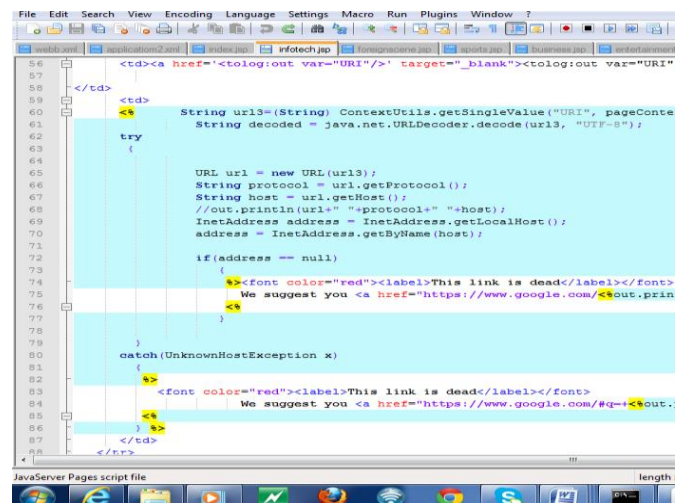 File Edit Search View Encoding Language Settings Macro Run Plugins Window ?
webb.xml applicatiom2.xml index.jsp infotech.jsp foreignscene.jsp sports.jsp business.jsp entertainment
56 <td><a href='<tolog:out var="URI"/>' target="_blank"><tolog:out var="URI"
57
58 </td>
59 <td>
60 <% String url3=(String) ContextUtils.getSingleValue("URI", pageConte
61 String decoded = java.net.URLDecoder.decode(url3, "UTF-8");
62 try
63 {
64
65 URL url = new URL(url3);
66 String protocol = url.getProtocol();
67 String host = url.getHost();
68 //out.println(url+" "+protocol+" "+host);
69 InetAddress address = InetAddress.getLocalHost();
70 address = InetAddress.getByName(host);
71
72 if(address == null)
73 {
74 %><font color="red"><label>This link is dead</label></font>
75 We suggest you <a href="https://www.google.com/<%out.prin
76 <%
77 }
78
79 }
80 catch(UnknownHostException x)
81 {
82 %>
83 <font color="red"><label>This link is dead</label></font>
84 We suggest you <a href="https://www.google.com/#q=+<%out.
85 <%
86 } %>
87 </td>
88 </tr>
JavaServer Pages script file length